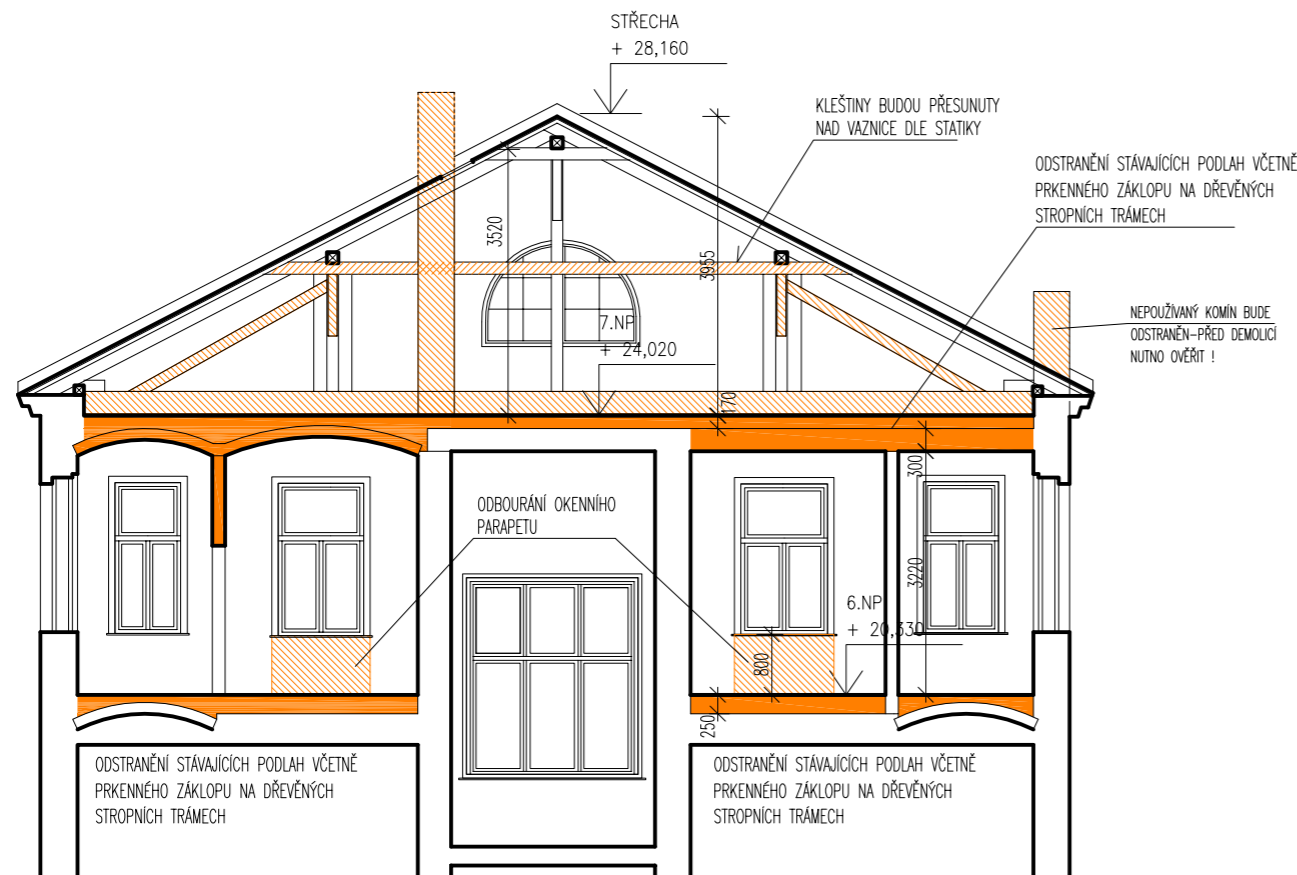 STŘECHA
+ 28,160
KLEŠTINY BUDOU PŘESUNUTY
NAD VAZNICE DLE STATIKY
ODSTRANĚNÍ STÁVAJÍCÍCH PODLAH VČETNĚ
PRKENNÉHO ZÁKLOPU NA DŘEVĚNÝCH
STROPNÍCH TRÁMECH
3520
3955
NEPOUŽÍVANÝ KOMÍN BUDE
ODSTRANĚN-PŘED DEMOLICÍ
NUTNO OVĚŘIT !
7.NP
+ 24,020
170
300
ODBOURÁNÍ OKENNÍHO
PARAPETU
3220
6.NP
+ 20,330
800
250
ODSTRANĚNÍ STÁVAJÍCÍCH PODLAH VČETNĚ
PRKENNÉHO ZÁKLOPU NA DŘEVĚNÝCH
STROPNÍCH TRÁMECH
ODSTRANĚNÍ STÁVAJÍCÍCH PODLAH VČETNĚ
PRKENNÉHO ZÁKLOPU NA DŘEVĚNÝCH
STROPNÍCH TRÁMECH